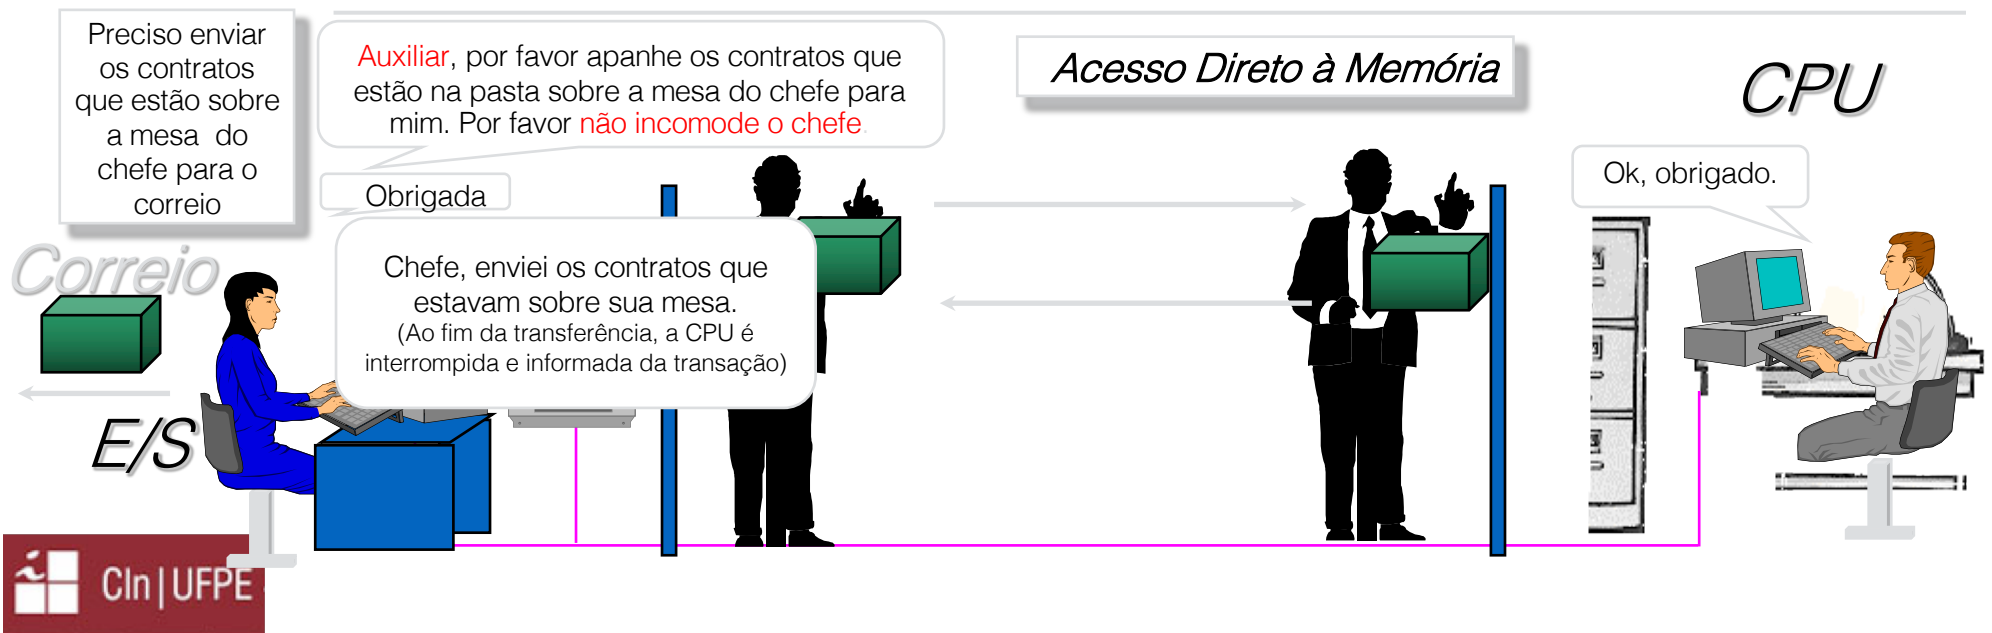 Preciso enviar
os contratos
que estão sobre
a mesa do
chefe para o
correio
Auxiliar, por favor apanhe os contratos que
estão na pasta sobre a mesa do chefe para
mim. Por favor não incomode o chefe.
Acesso Direto à Memória
CPU
Obrigada
Ok, obrigado.
Chefe, enviei os contratos que
estavam sobre sua mesa.
(Ao fim da transferência, a CPU é
interrompida e informada da transação)
Correio
E/S
CIn | UFPE